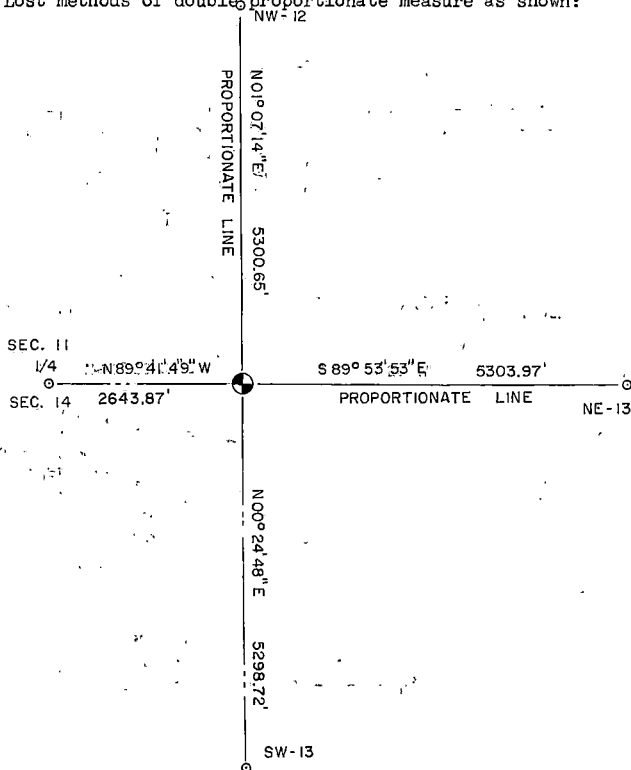 Lost methods of double proportionate measure as shown:
NW-12
N01° 07' 14" E
5300.65'
PROPORTIONATE LINE
SEC. 11
1/4
SEC. 14
N 89° 41' 49" W
2643.87'
S 89° 53' 53" E
5303.97'
PROPORTIONATE LINE
NE-13
N00° 24' 48" E
5298.72'
SW-13